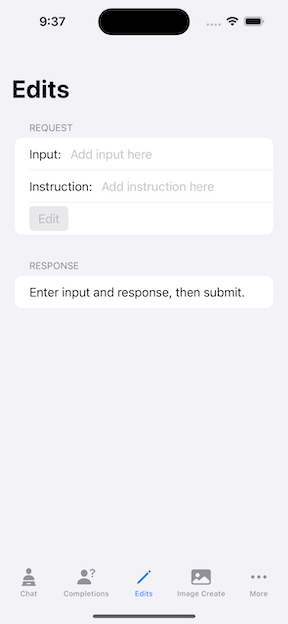 9:37
Edits
REQUEST
Input: Add input here
Instruction: Add instruction here
Edit
RESPONSE
Enter input and response, then submit.
?
Chat Completions Edits Image Create More